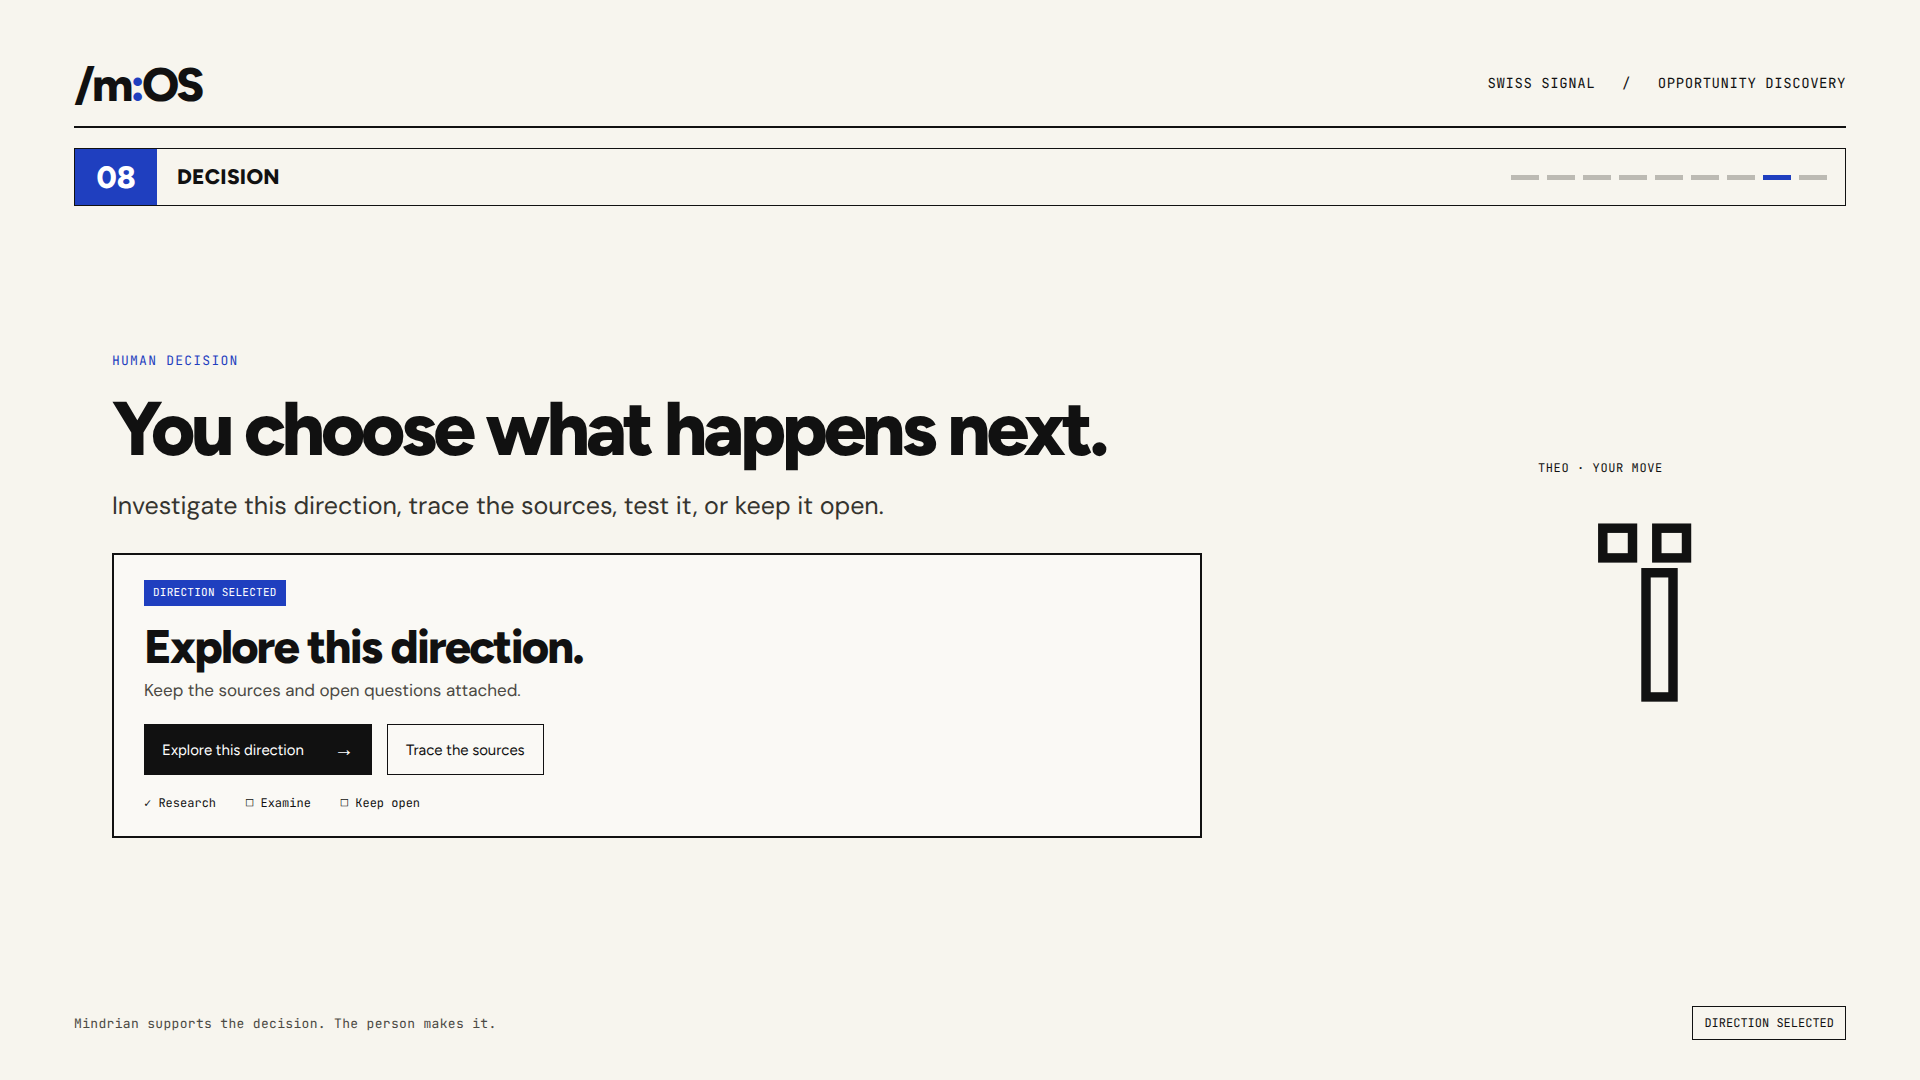 /m:OS
SWISS SIGNAL / OPPORTUNITY DISCOVERY
08 DECISION
HUMAN DECISION
You choose what happens next.
Investigate this direction, trace the sources, test it, or keep it open.
THEO · YOUR MOVE
DIRECTION SELECTED
Explore this direction.
Keep the sources and open questions attached.
Explore this direction → Trace the sources
✓ Research □ Examine □ Keep open
Mindrian supports the decision. The person makes it.
DIRECTION SELECTED